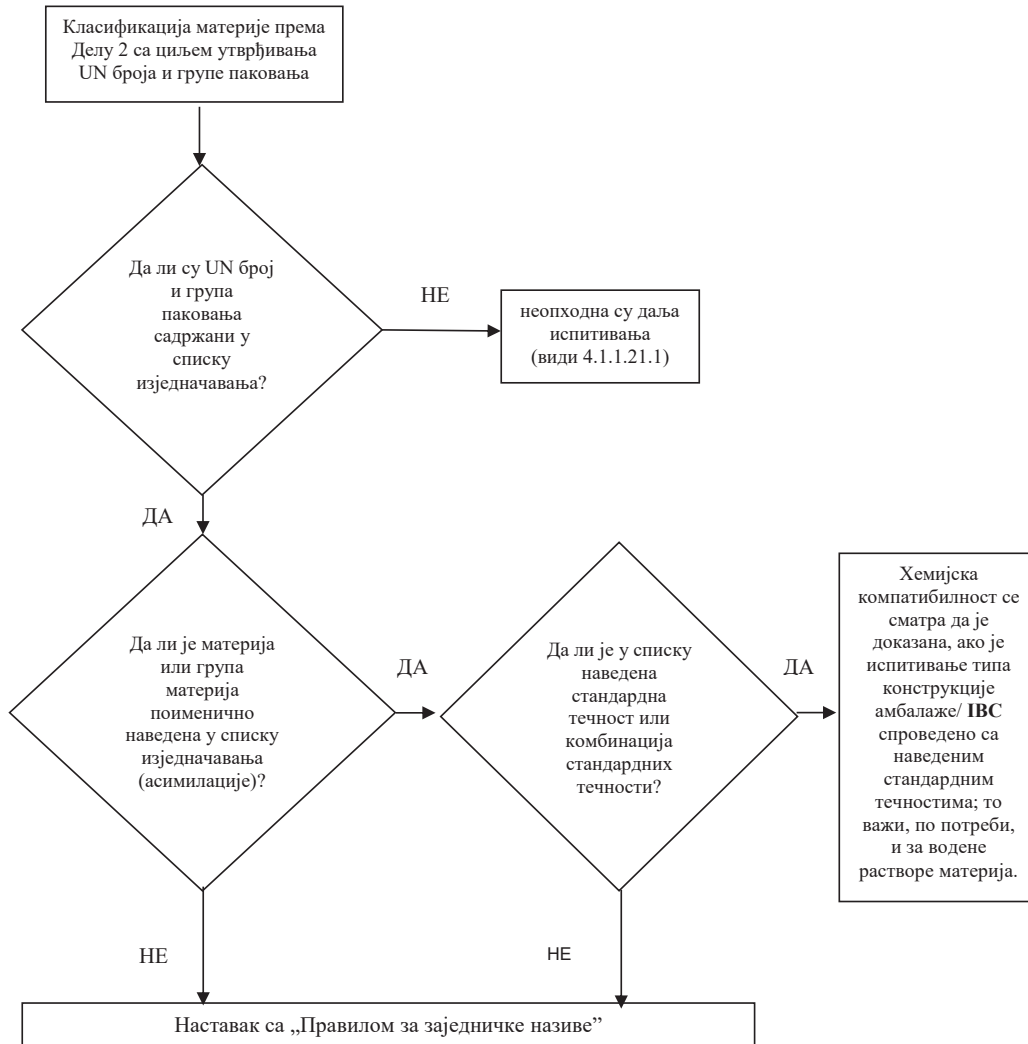 Класификација материје према
Делу 2 са циљем утврђивања
UN броја и групе паковања
Да ли су UN број
и група
паковања
садржани у
списку
изједначавања?
НЕ
неопходна су даља
испитивања
(види 4.1.1.21.1)
ДА
Да ли је материја
или група
материја
поименично
наведена у списку
изједначавања
(асимилације)?
ДА
Да ли је у списку
наведена
стандардна
течност или
комбинација
стандардних
течности?
ДА
Хемијска
компатибилност се
сматра да је
доказана, ако је
испитивање типа
конструкције
амбалаже/ IBC
спроведено са
наведеним
стандардним
течностима; то
важи, по потреби,
и за водене
растворе материја.
НЕ
НЕ
Наставак са „Правилом за заједничке називе”